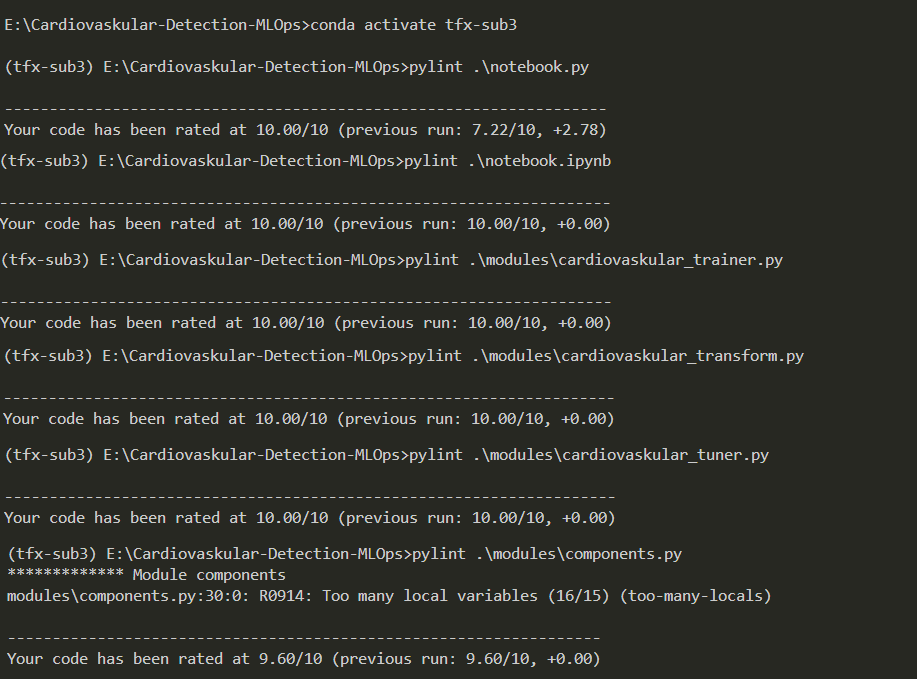 E:\Cardiovaskular-Detection-MLOps>conda activate tfx-sub3
(tfx-sub3) E:\Cardiovaskular-Detection-MLOps>pylint .\notebook.py
--------------------------------------------------------------------
Your code has been rated at 10.00/10 (previous run: 7.22/10, +2.78)
(tfx-sub3) E:\Cardiovaskular-Detection-MLOps>pylint .\notebook.ipynb
--------------------------------------------------------------------
Your code has been rated at 10.00/10 (previous run: 10.00/10, +0.00)
(tfx-sub3) E:\Cardiovaskular-Detection-MLOps>pylint .\modules\cardiovaskular_trainer.py
--------------------------------------------------------------------
Your code has been rated at 10.00/10 (previous run: 10.00/10, +0.00)
(tfx-sub3) E:\Cardiovaskular-Detection-MLOps>pylint .\modules\cardiovaskular_transform.py
--------------------------------------------------------------------
Your code has been rated at 10.00/10 (previous run: 10.00/10, +0.00)
(tfx-sub3) E:\Cardiovaskular-Detection-MLOps>pylint .\modules\cardiovaskular_tuner.py
--------------------------------------------------------------------
Your code has been rated at 10.00/10 (previous run: 10.00/10, +0.00)
(tfx-sub3) E:\Cardiovaskular-Detection-MLOps>pylint .\modules\components.py
************* Module components
modules\components.py:30:0: R0914: Too many local variables (16/15) (too-many-locals)
------------------------------------------------------------------
Your code has been rated at 9.60/10 (previous run: 9.60/10, +0.00)